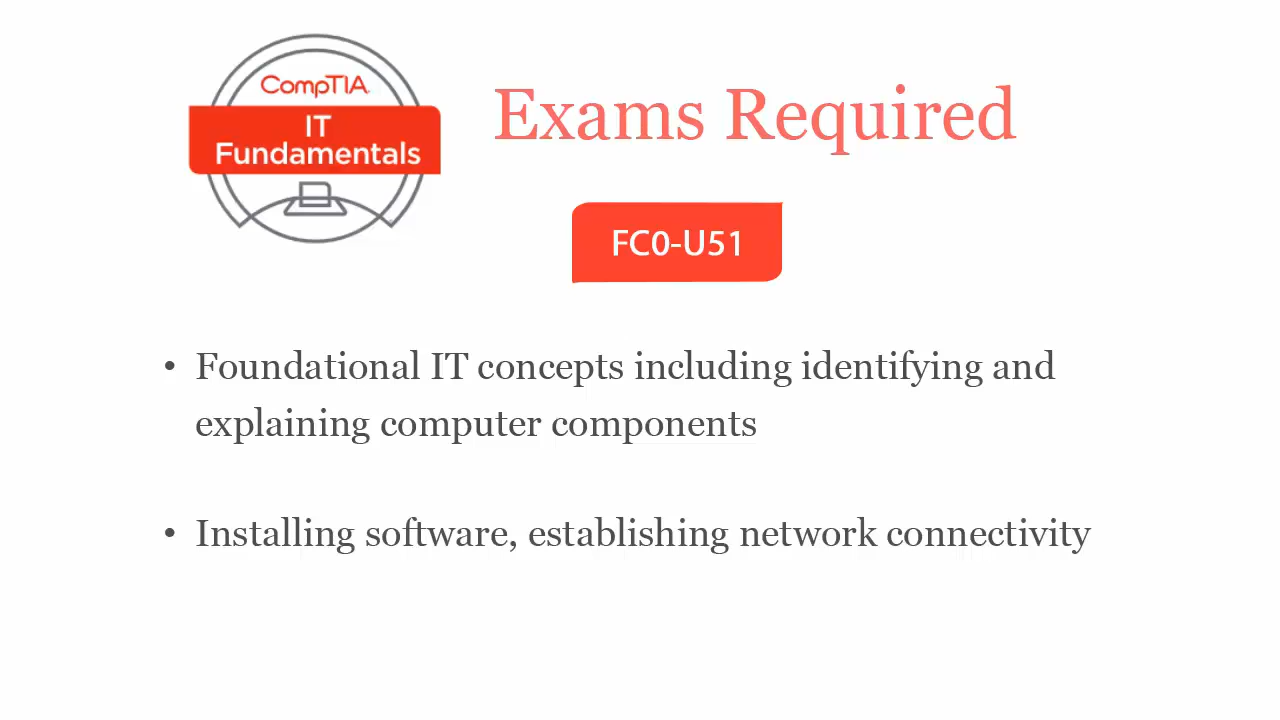 CompTIA.
IT
Fundamentals
Exams Required
FC0-U51
• Foundational IT concepts including identifying and
explaining computer components
• Installing software, establishing network connectivity